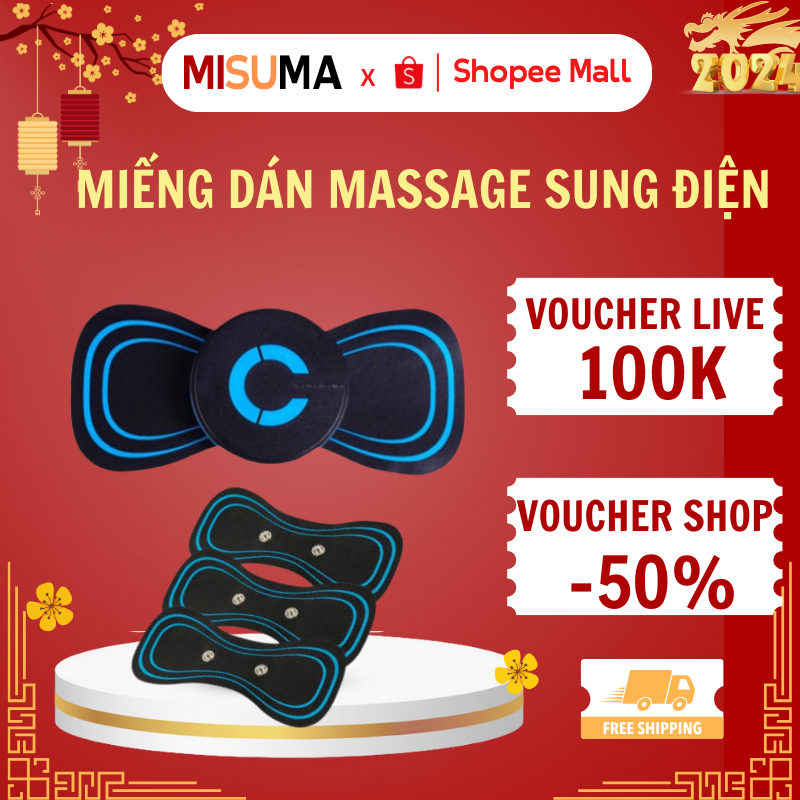 MISUMA x S | Shopee Mall
2024
MIẾNG DÁN MASSAGE SUNG ĐIỆN
VOUCHER LIVE
100K
VOUCHER SHOP
-50%
FREE SHIPPING